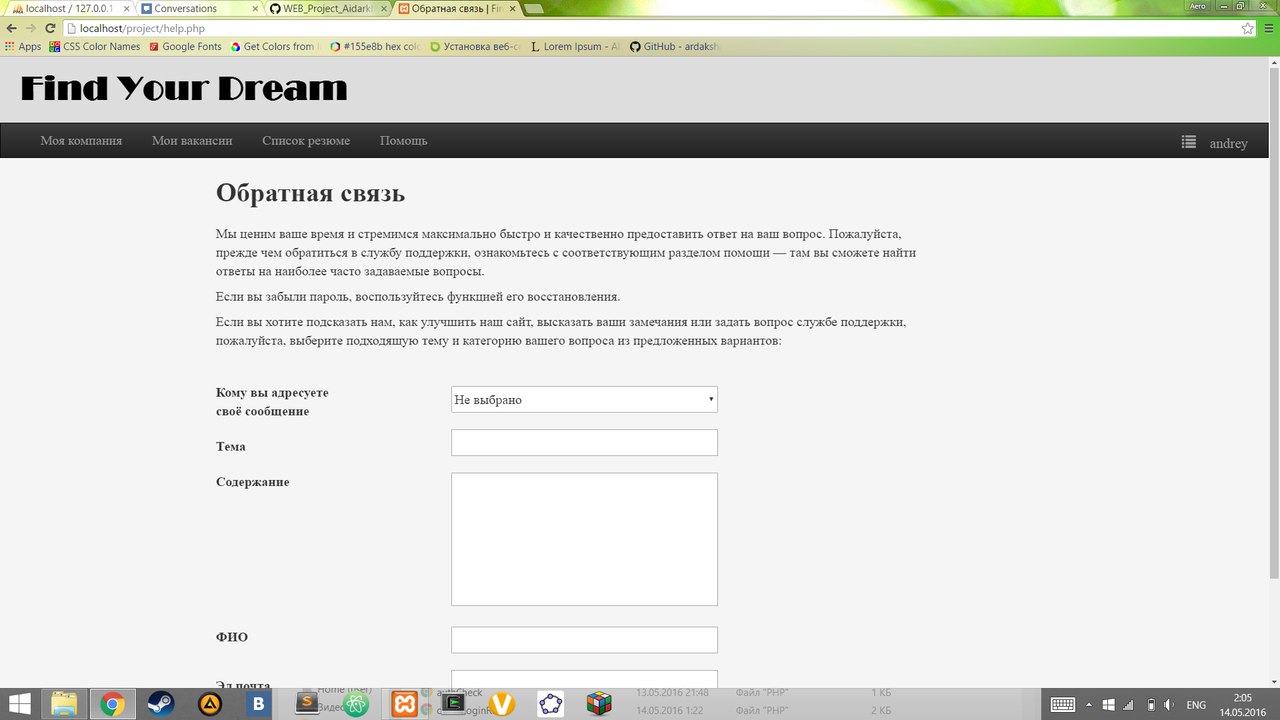 localhost / 127.0.0.1
Conversations
WEB_Project_Aidark
Обратная связь | Fin
Aero
localhost/project/help.php
Apps
CSS Color Names
Google Fonts
Get Colors from
#155e8b hex col
Установка веб-с
Lorem Ipsum - Al
GitHub - ardaksh
Find Your Dream
Моя компания
Мои вакансии
Список резюме
Помощь
andrey
Обратная связь
Мы ценим ваше время и стремимся максимально быстро и качественно предоставить ответ на ваш вопрос. Пожалуйста,
прежде чем обратиться в службу поддержки, ознакомьтесь с соответствующим разделом помощи — там вы сможете найти
ответы на наиболее часто задаваемые вопросы.
Если вы забыли пароль, воспользуйтесь функцией его восстановления.
Если вы хотите подсказать нам, как улучшить наш сайт, высказать ваши замечания или задать вопрос службе поддержки,
пожалуйста, выберите подходящую тему и категорию вашего вопроса из предложенных вариантов:
Кому вы адресуете
своё сообщение
Не выбрано
Тема
Содержание
ФИО
Эл.почта
Home (user)
13.05.2016 21:48
Файл "PHP"
1 КБ
14.05.2016 1:22
Файл "PHP"
2 КБ
ENG
2:05
14.05.2016